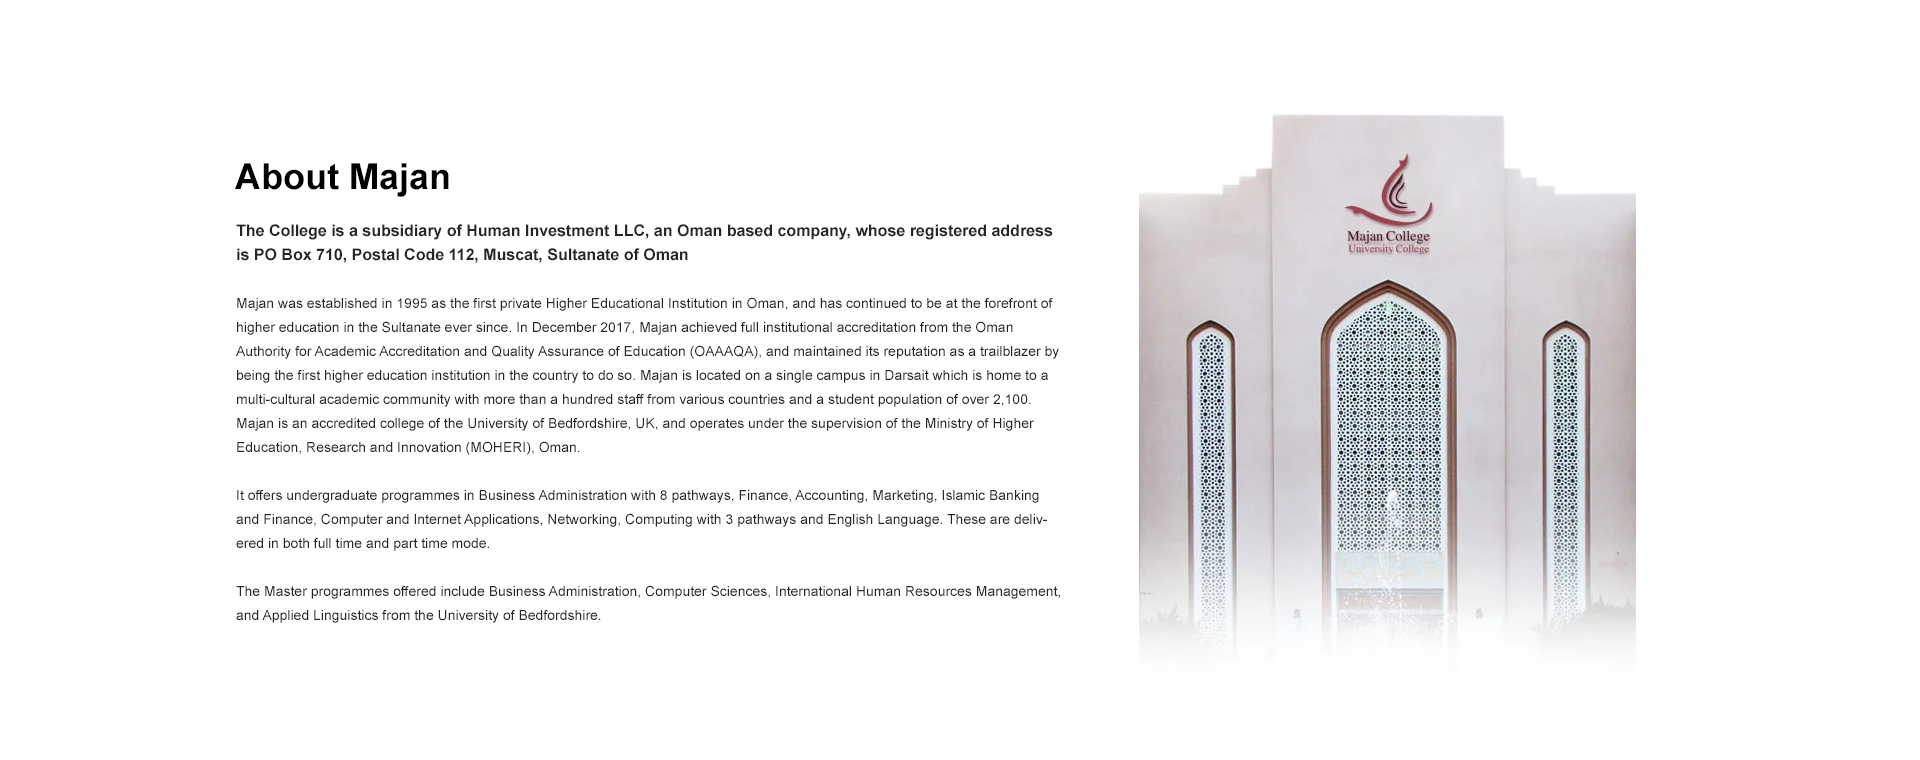 About Majan
The College is a subsidiary of Human Investment LLC, an Oman based company, whose registered address
is PO Box 710, Postal Code 112, Muscat, Sultanate of Oman
Majan was established in 1995 as the first private Higher Educational Institution in Oman, and has continued to be at the forefront of
higher education in the Sultanate ever since. In December 2017, Majan achieved full institutional accreditation from the Oman
Authority for Academic Accreditation and Quality Assurance of Education (OAAAQA), and maintained its reputation as a trailblazer by
being the first higher education institution in the country to do so. Majan is located on a single campus in Darsait which is home to a
multi-cultural academic community with more than a hundred staff from various countries and a student population of over 2,100.
Majan is an accredited college of the University of Bedfordshire, UK, and operates under the supervision of the Ministry of Higher
Education, Research and Innovation (MOHERI), Oman.
It offers undergraduate programmes in Business Administration with 8 pathways, Finance, Accounting, Marketing, Islamic Banking
and Finance, Computer and Internet Applications, Networking, Computing with 3 pathways and English Language. These are deliv-
ered in both full time and part time mode.
The Master programmes offered include Business Administration, Computer Sciences, International Human Resources Management,
and Applied Linguistics from the University of Bedfordshire.
Majan College
University College